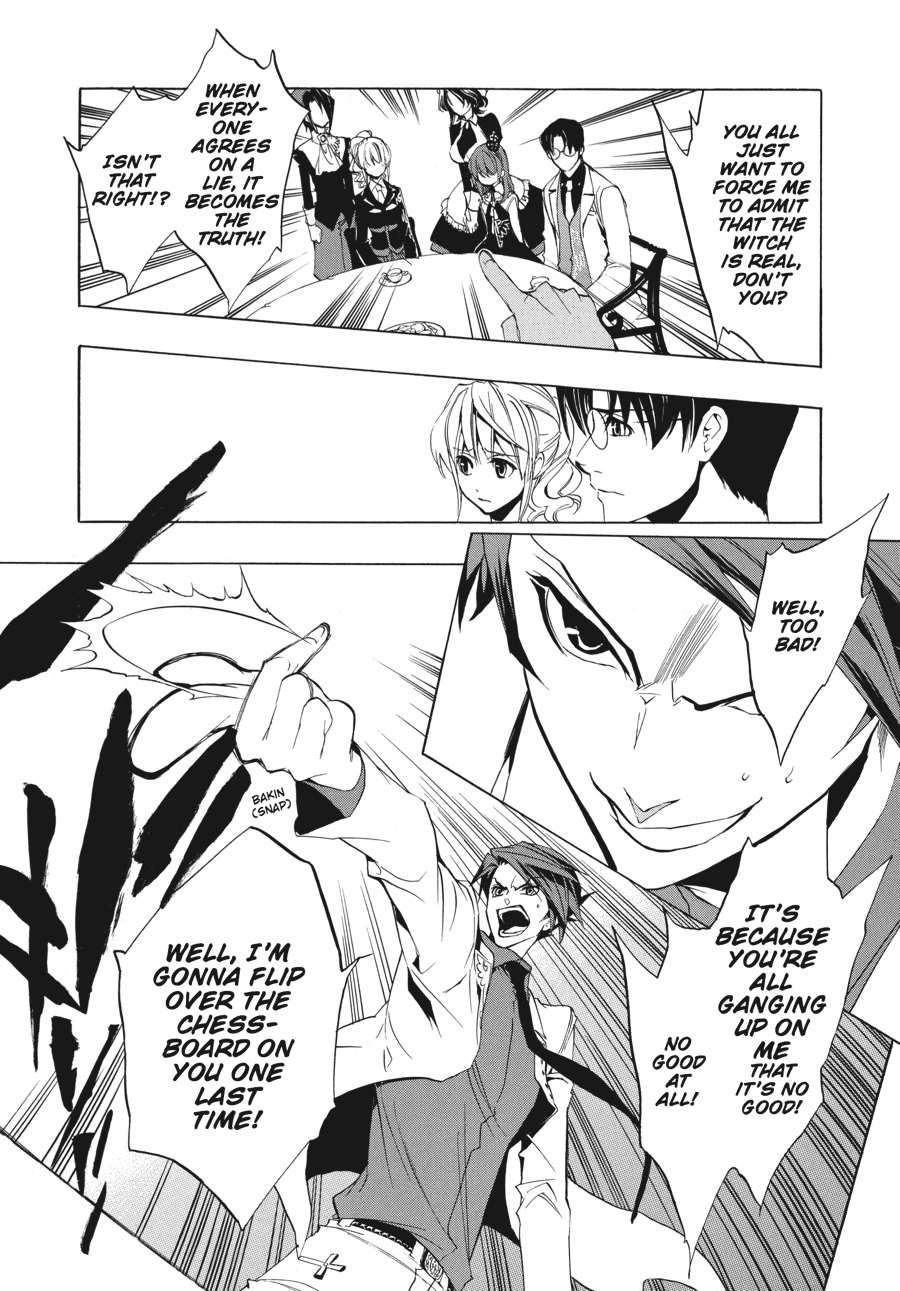 YOU ALL
JUST
WANT TO
FORCE ME
TO ADMIT
THAT THE
WITCH
IS REAL,
DON'T
YOU?
WHEN
EVERY-
ONE
AGREES
ON A
LIE, IT
BECOMES
THE
TRUTH!
ISN'T
THAT
RIGHT!?
WELL,
TOO
BAD!
IT'S
BECAUSE
YOU'RE
ALL
GANGING
UP ON
ME
THAT
IT'S NO
GOOD!
NO
GOOD
AT
ALL!
BAKIN
(SNAP)
WELL, I'M
GONNA FLIP
OVER THE
CHESS-
BOARD ON
YOU ONE
LAST
TIME!